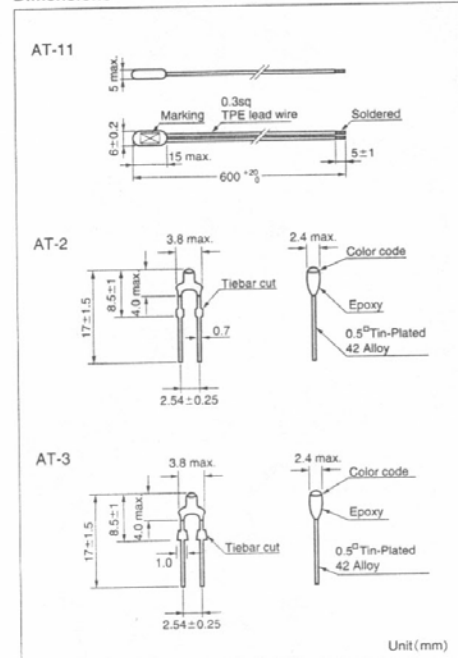 AT-11
5 max.
0.3sq
Marking
TPE lead wire
Soldered
6±0.2
15 max.
5±1
600 +20 0
AT-2
3.8 max.
2.4 max.
Color code
17±1.5
8.5±1
4.0 max.
Tiebar cut
Epoxy
0.7
0.5□Tin-Plated
42 Alloy
2.54±0.25
AT-3
3.8 max.
2.4 max.
Color code
17±1.5
8.5±1
4.0 max.
Epoxy
Tiebar cut
1.0
0.5□Tin-Plated
42 Alloy
2.54±0.25
Unit(mm)